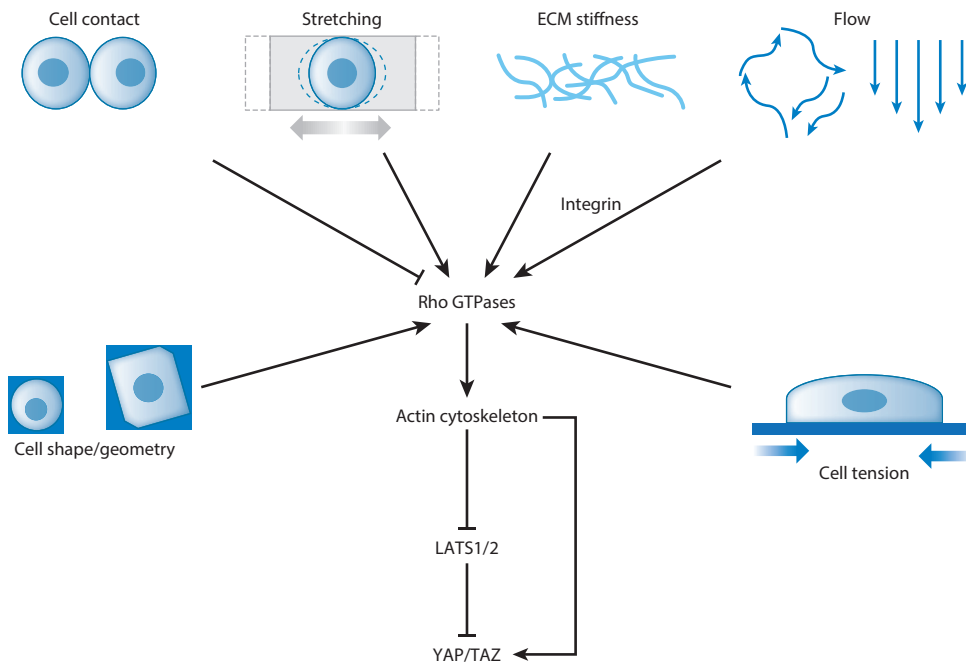 Cell contact
Stretching
ECM stiffness
Flow
Integrin
Rho GTPases
Actin cytoskeleton
Cell shape/geometry
Cell tension
LATS1/2
YAP/TAZ